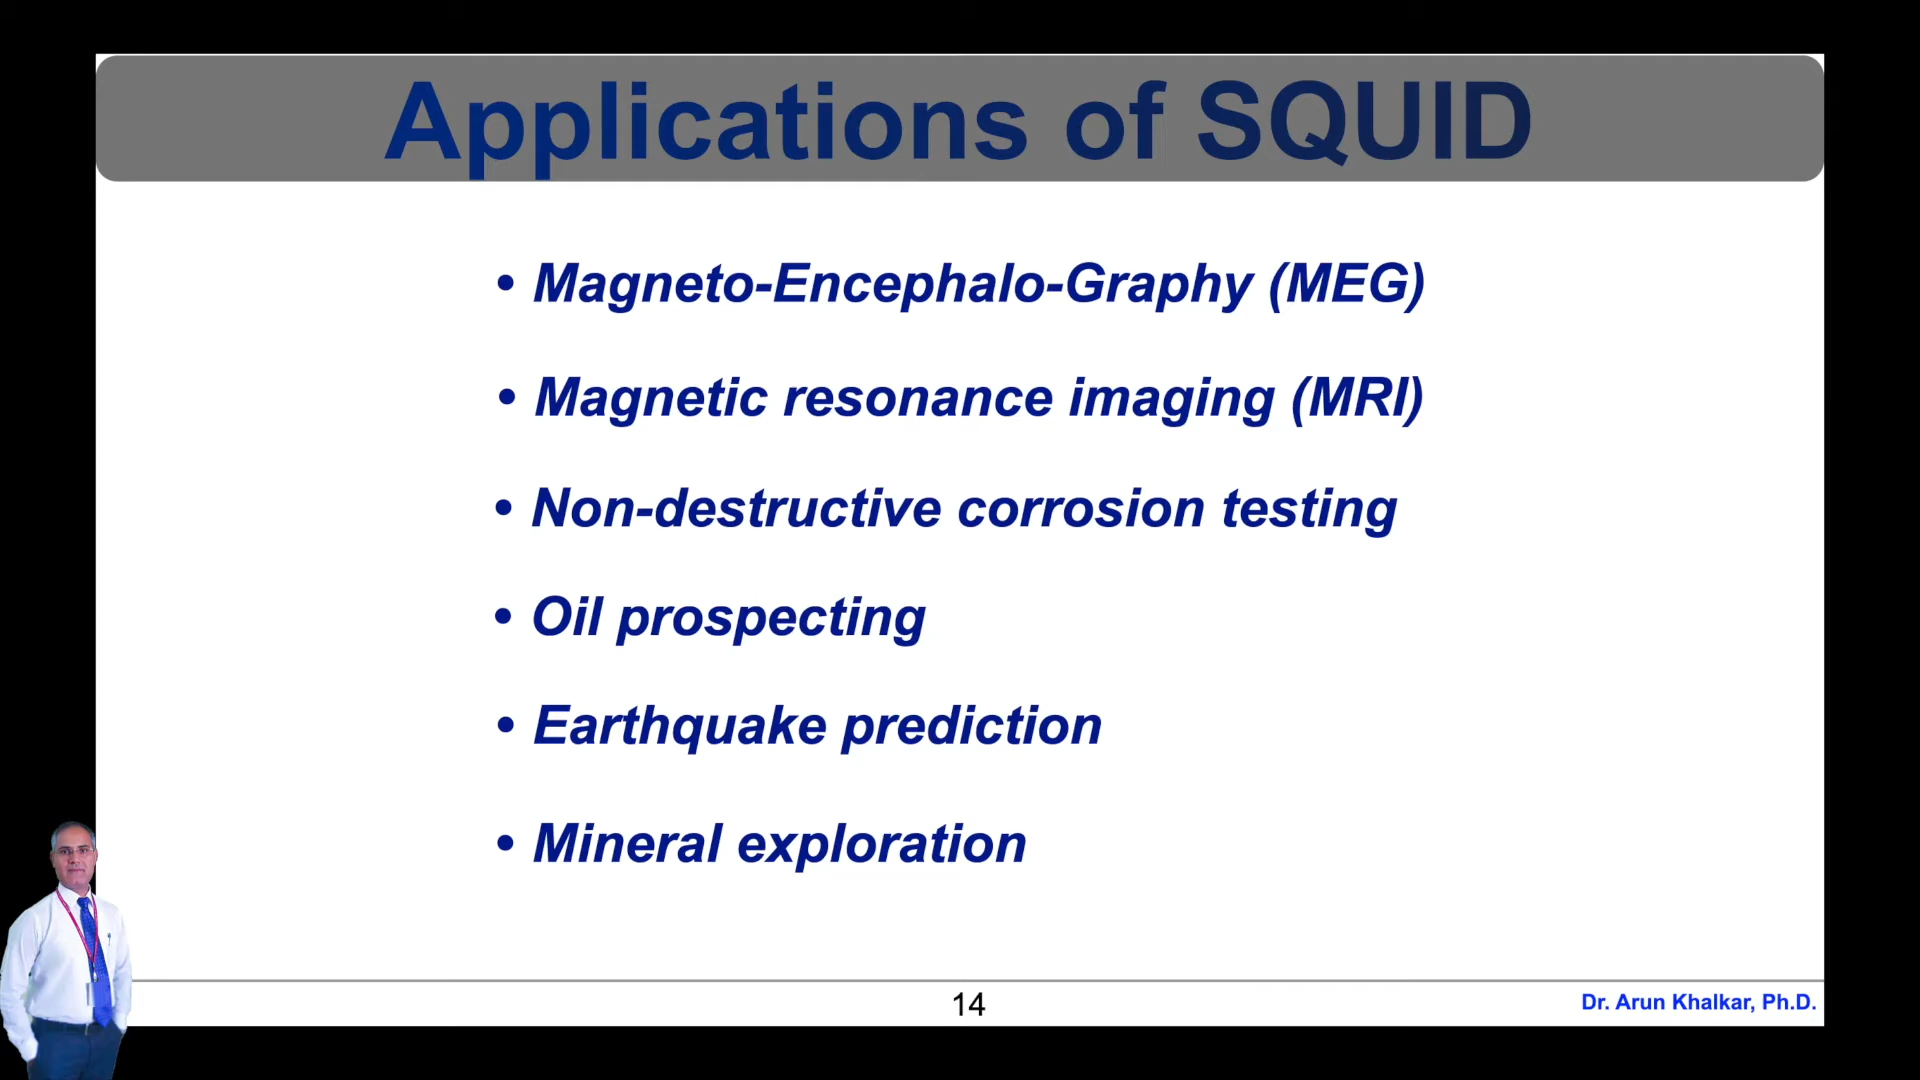 Applications of SQUID
• Magneto-Encephalo-Graphy (MEG)
• Magnetic resonance imaging (MRI)
• Non-destructive corrosion testing
• Oil prospecting
• Earthquake prediction
• Mineral exploration
14
Dr. Arun Khalkar, Ph.D.